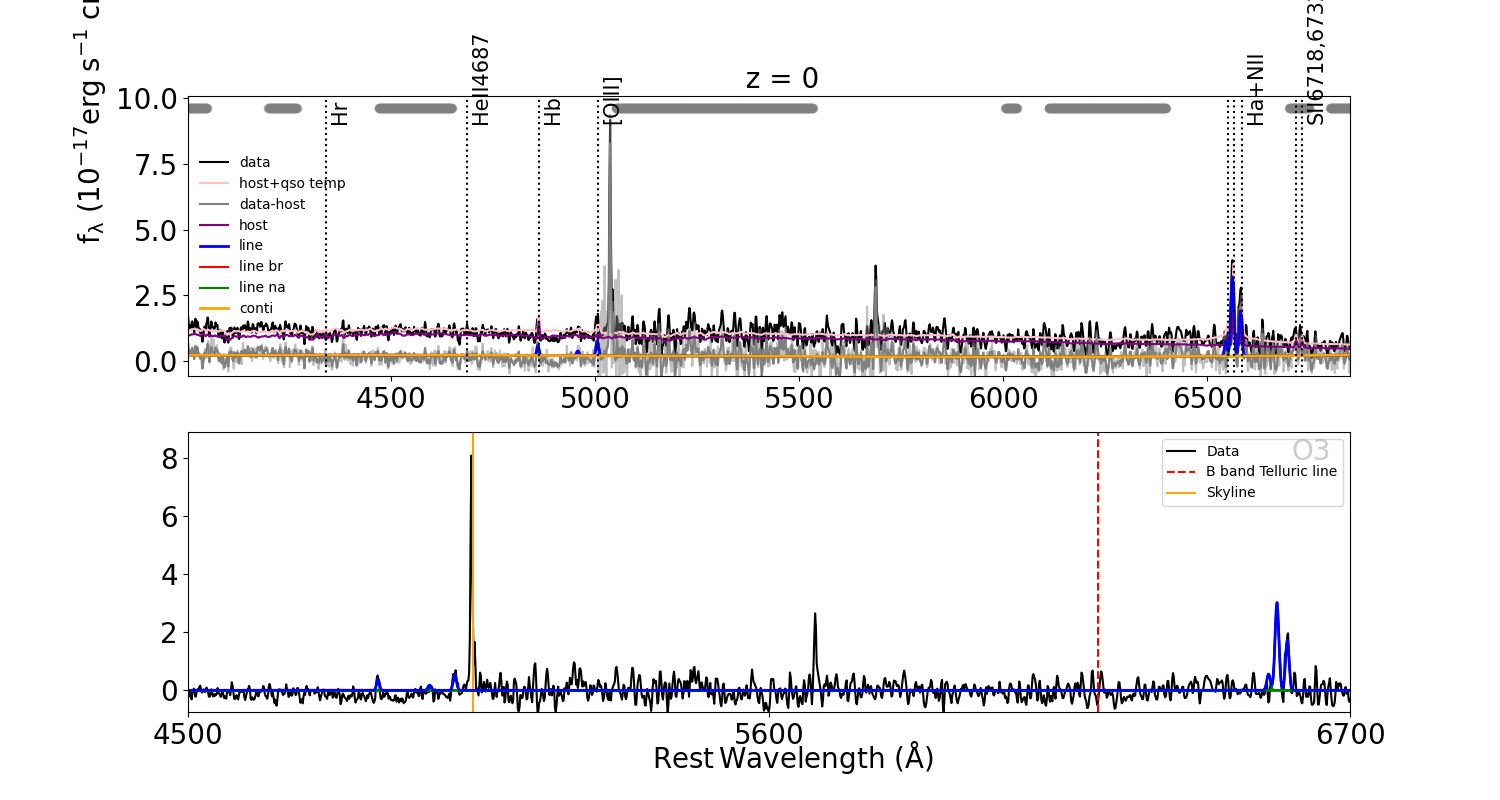 z = 0
Hr
HeII4687
Hb
[OIII]
Ha+NII
SII6718,673
f_λ (10^−17 erg s^−1 c
10.0
7.5
5.0
2.5
0.0
data
host+qso temp
data-host
host
line
line br
line na
conti
4500
5000
5500
6000
6500
8
6
4
2
0
O3
Data
B band Telluric line
Skyline
4500
5600
6700
Rest Wavelength (Å)